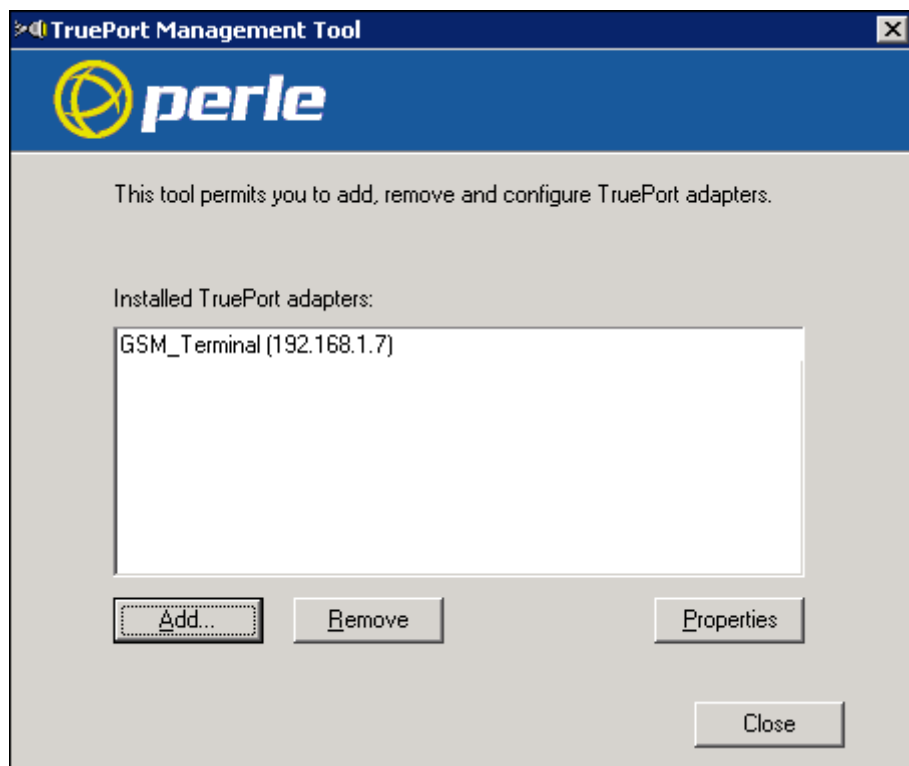 TruePort Management Tool
perle
This tool permits you to add, remove and configure TruePort adapters.
Installed TruePort adapters:
GSM_Terminal (192.168.1.7)
Add...
Remove
Properties
Close